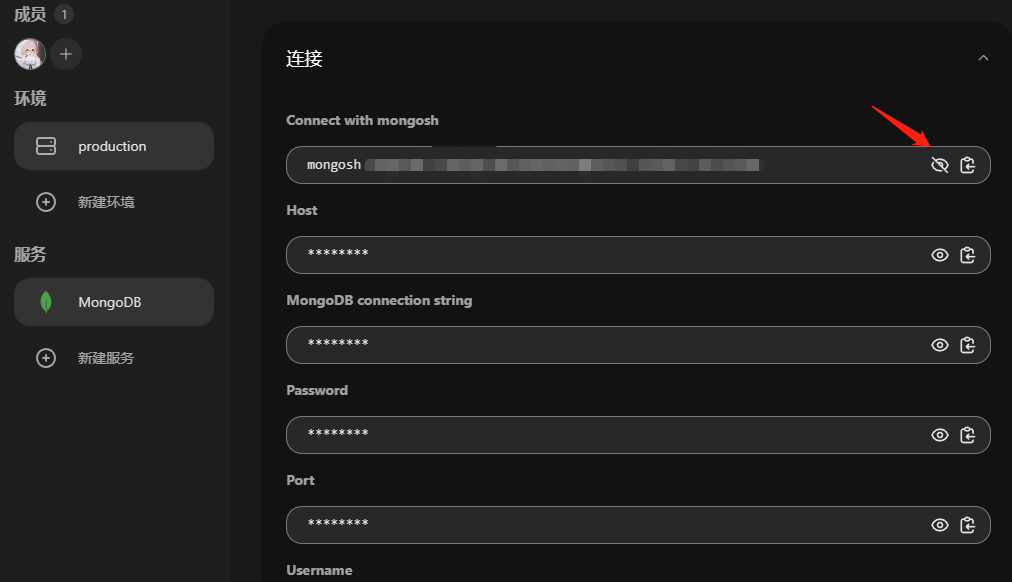 成员 1
环境
production
新建环境
服务
MongoDB
新建服务
连接
Connect with mongosh
mongosh
Host
********
MongoDB connection string
********
Password
********
Port
********
Username